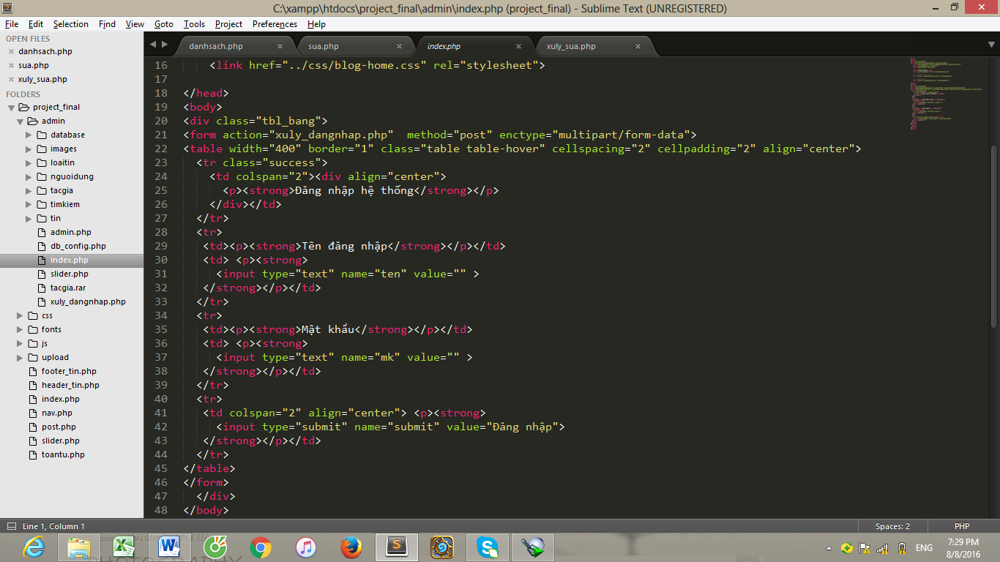 C:\xampp\htdocs\project_final\admin\index.php (project_final) - Sublime Text (UNREGISTERED)
File Edit Selection Find View Goto Tools Project Preferences Help
OPEN FILES
danhsach.php
sua.php
xuly_sua.php
FOLDERS
project_final
admin
database
images
loaitin
nguoidung
tacgia
timkiem
tin
admin.php
db_config.php
index.php
slider.php
tacgia.rar
xuly_dangnhap.php
css
fonts
js
upload
footer_tin.php
header_tin.php
index.php
nav.php
post.php
slider.php
toantu.php
danhsach.php sua.php index.php xuly_sua.php
16 <link href="../css/blog-home.css" rel="stylesheet">
17
18 </head>
19 <body>
20 <div class="tbl_bang">
21 <form action="xuly_dangnhap.php"  method="post" enctype="multipart/form-data">
22 <table width="400" border="1" class="table table-hover" cellspacing="2" cellpadding="2" align="center">
23 <tr class="success">
24 <td colspan="2"><div align="center">
25 <p><strong>Đăng nhập hệ thống</strong></p>
26 </div></td>
27 </tr>
28 <tr>
29 <td><p><strong>Tên đăng nhập</strong></p></td>
30 <td> <p><strong>
31 <input type="text" name="ten" value="" >
32 </strong></p></td>
33 </tr>
34 <tr>
35 <td><p><strong>Mật khẩu</strong></p></td>
36 <td> <p><strong>
37 <input type="text" name="mk" value="" >
38 </strong></p></td>
39 </tr>
40 <tr>
41 <td colspan="2" align="center"> <p><strong>
42 <input type="submit" name="submit" value="Đăng nhập">
43 </strong></p></td>
44 </tr>
45 </table>
46 </form>
47 </div>
48 </body>
Line 1, Column 1 Spaces: 2 PHP
ENG
7:29 PM
8/8/2016